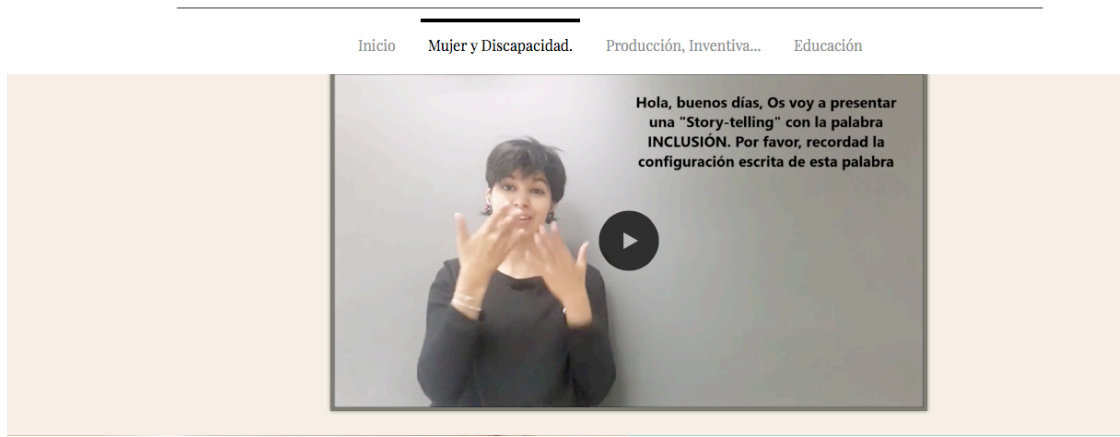 Inicio Mujer y Discapacidad. Producción, Inventiva... Educación
Hola, buenos días, Os voy a presentar
una "Story-telling" con la palabra
INCLUSIÓN. Por favor, recordad la
configuración escrita de esta palabra